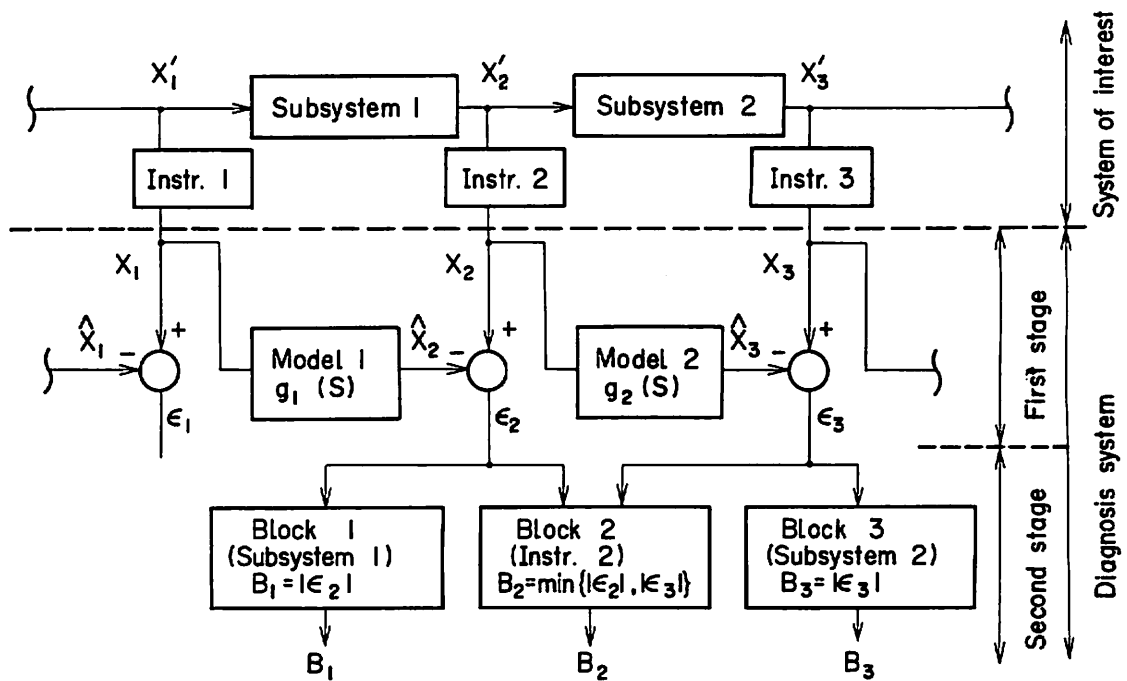 X₁′ X₂′ X₃′
Subsystem 1
Subsystem 2
Instr. 1
Instr. 2
Instr. 3
System of interest
X₁ X₂ X₃
X̂₁ - +
Model 1
g₁ (S)
X̂₂ - +
Model 2
g₂ (S)
X̂₃ - +
ϵ₁ ϵ₂ ϵ₃
First stage
Block 1
(Subsystem 1)
B₁=|ϵ₂|
Block 2
(Instr. 2)
B₂=min{|ϵ₂|,|ϵ₃|}
Block 3
(Subsystem 2)
B₃=|ϵ₃|
Second stage
Diagnosis system
B₁ B₂ B₃